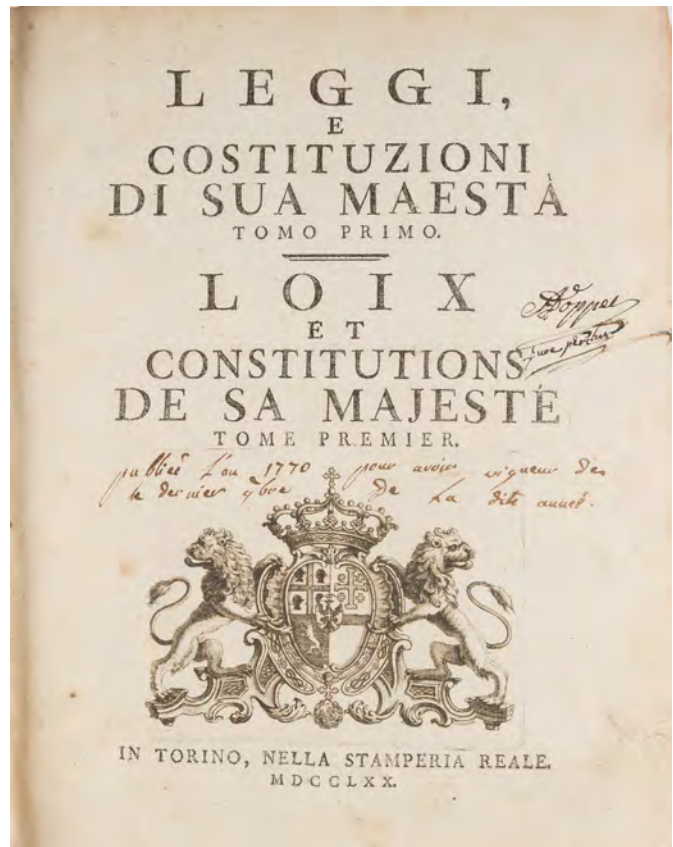 LEGGI,
E
COSTITUZIONI
DI SUA MAESTÀ
TOMO PRIMO.
LOIX
ET
CONSTITUTIONS
DE SA MAJESTÉ
TOME PREMIER.
publiée l'an 1770 pour avoir vigueur des
le dernier 9bre de La dite année.
IN TORINO, NELLA STAMPERIA REALE.
MDCCLXX.